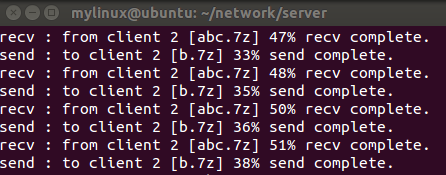 mylinux@ubuntu: ~/network/server
recv : from client 2 [abc.7z] 47% recv complete.
send : to client 2 [b.7z] 33% send complete.
recv : from client 2 [abc.7z] 48% recv complete.
send : to client 2 [b.7z] 35% send complete.
recv : from client 2 [abc.7z] 50% recv complete.
send : to client 2 [b.7z] 36% send complete.
recv : from client 2 [abc.7z] 51% recv complete.
send : to client 2 [b.7z] 38% send complete.